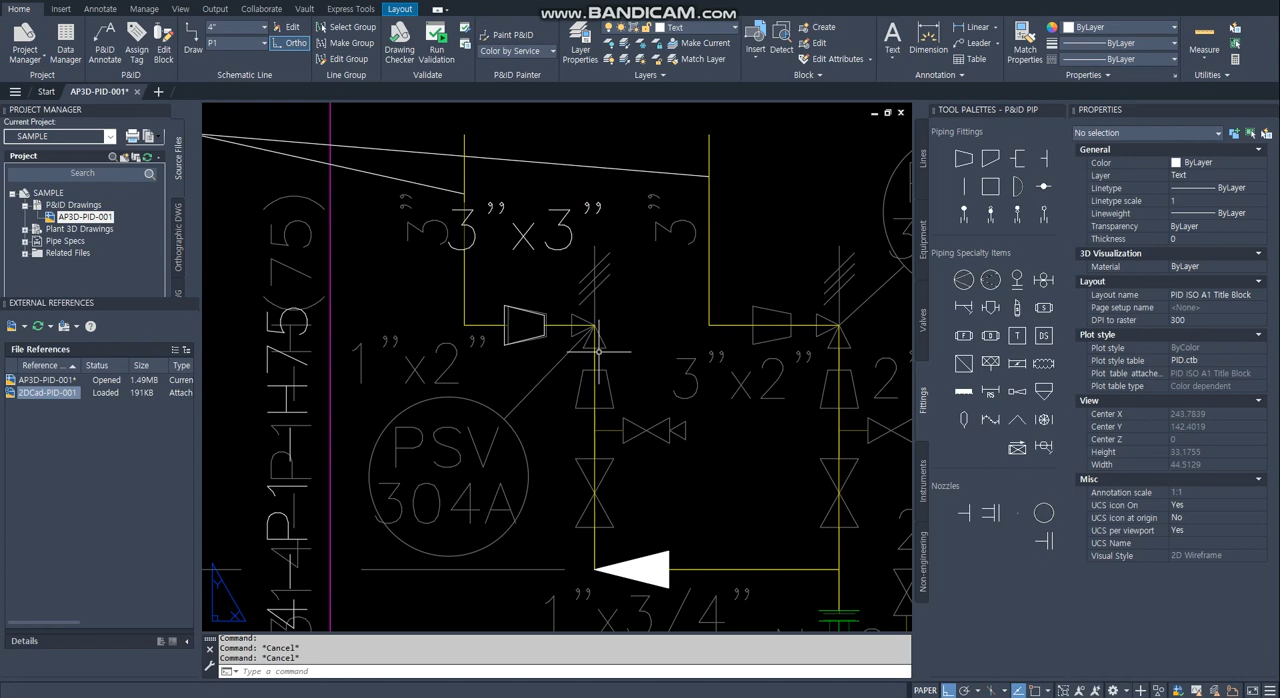 www.BANDICAM.com
Home Insert Annotate Manage View Output Collaborate Vault Express Tools Layout
4" Edit Select Group Paint P&ID Text Create Linear ByLayer
P1 Ortho Make Group Color by Service Make Current Edit Leader ByLayer
Edit Group Match Layer Edit Attributes Table ByLayer
Project Manager Data Manager P&ID Annotate Assign Tag Edit Block Draw Drawing Checker Run Validation Layer Properties Insert Detect Text Dimension Match Properties Measure
Project P&ID Schematic Line Line Group Validate P&ID Painter Layers Block Annotation Properties Utilities
Start AP3D-PID-001*
PROJECT MANAGER
Current Project:
SAMPLE
Project
Search
SAMPLE
P&ID Drawings
AP3D-PID-001
Plant 3D Drawings
Pipe Specs
Related Files
Source Files
Orthographic DWG
EXTERNAL REFERENCES
File References
Reference ... Status Size Type
AP3D-PID-001* Opened 1.49MB Curren
2DCad-PID-001 Loaded 191KB Attach
Details
3”x3”
3”
3”
1”x2”
3”x2”
PSV
304A
1”x3/4”
Command:
Command: *Cancel*
Command: *Cancel*
Type a command
TOOL PALETTES - P&ID PIP
Piping Fittings
Piping Specialty Items
Nozzles
Lines
Equipment
Valves
Fittings
Instruments
Non-engineering
PROPERTIES
No selection
General
Color ByLayer
Layer Text
Linetype ByLayer
Linetype scale 1
Lineweight ByLayer
Transparency ByLayer
Thickness 0
3D Visualization
Material ByLayer
Layout
Layout name PID ISO A1 Title Block
Page setup name <None>
DPI to raster 300
Plot style
Plot style ByColor
Plot style table PID.ctb
Plot table attache... PID ISO A1 Title Block
Plot table type Color dependent
View
Center X 243.7839
Center Y 142.4019
Center Z 0
Height 33.1755
Width 44.5129
Misc
Annotation scale 1:1
UCS icon On Yes
UCS icon at origin No
UCS per viewport Yes
UCS Name
Visual Style 2D Wireframe
PAPER